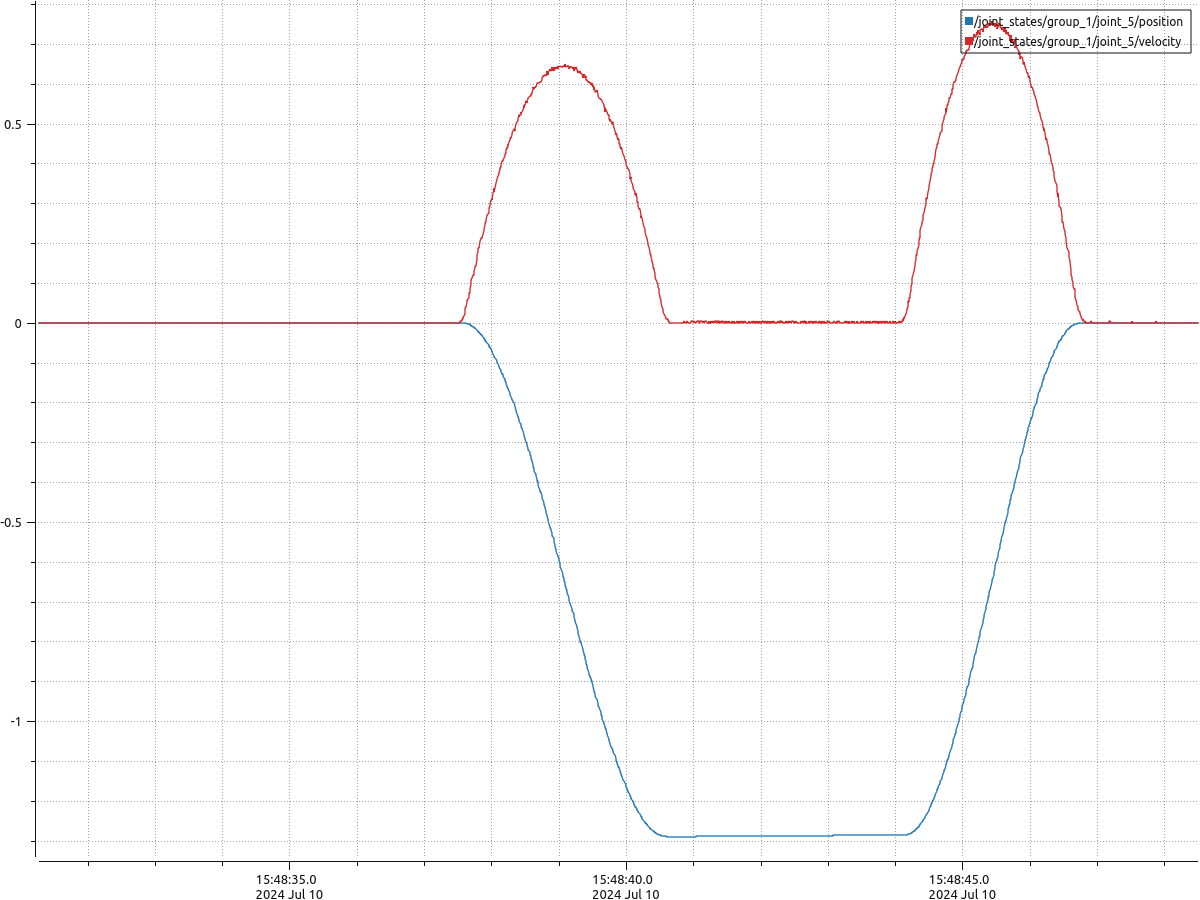 /joint_states/group_1/joint_5/position
/joint_states/group_1/joint_5/velocity
0.5
0
-0.5
-1
15:48:35.0
2024 Jul 10
15:48:40.0
2024 Jul 10
15:48:45.0
2024 Jul 10